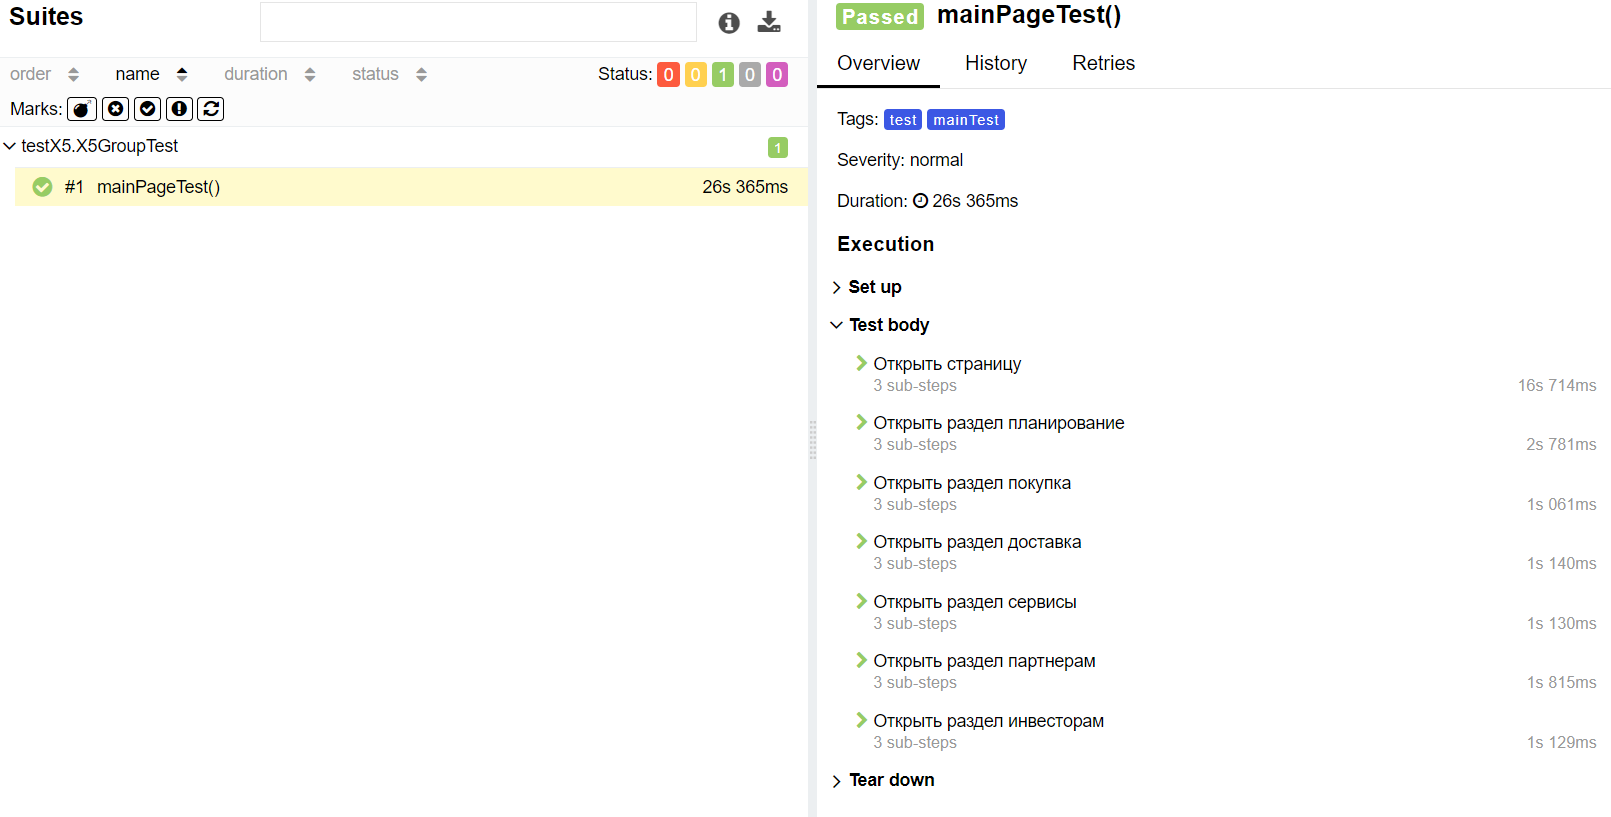 Suites
order name duration status Status: 0 0 1 0 0
Marks:
testX5.X5GroupTest 1
#1 mainPageTest() 26s 365ms
Passed mainPageTest()
Overview History Retries
Tags: test mainTest
Severity: normal
Duration: 26s 365ms
Execution
Set up
Test body
Открыть страницу
3 sub-steps 16s 714ms
Открыть раздел планирование
3 sub-steps 2s 781ms
Открыть раздел покупка
3 sub-steps 1s 061ms
Открыть раздел доставка
3 sub-steps 1s 140ms
Открыть раздел сервисы
3 sub-steps 1s 130ms
Открыть раздел партнерам
3 sub-steps 1s 815ms
Открыть раздел инвесторам
3 sub-steps 1s 129ms
Tear down